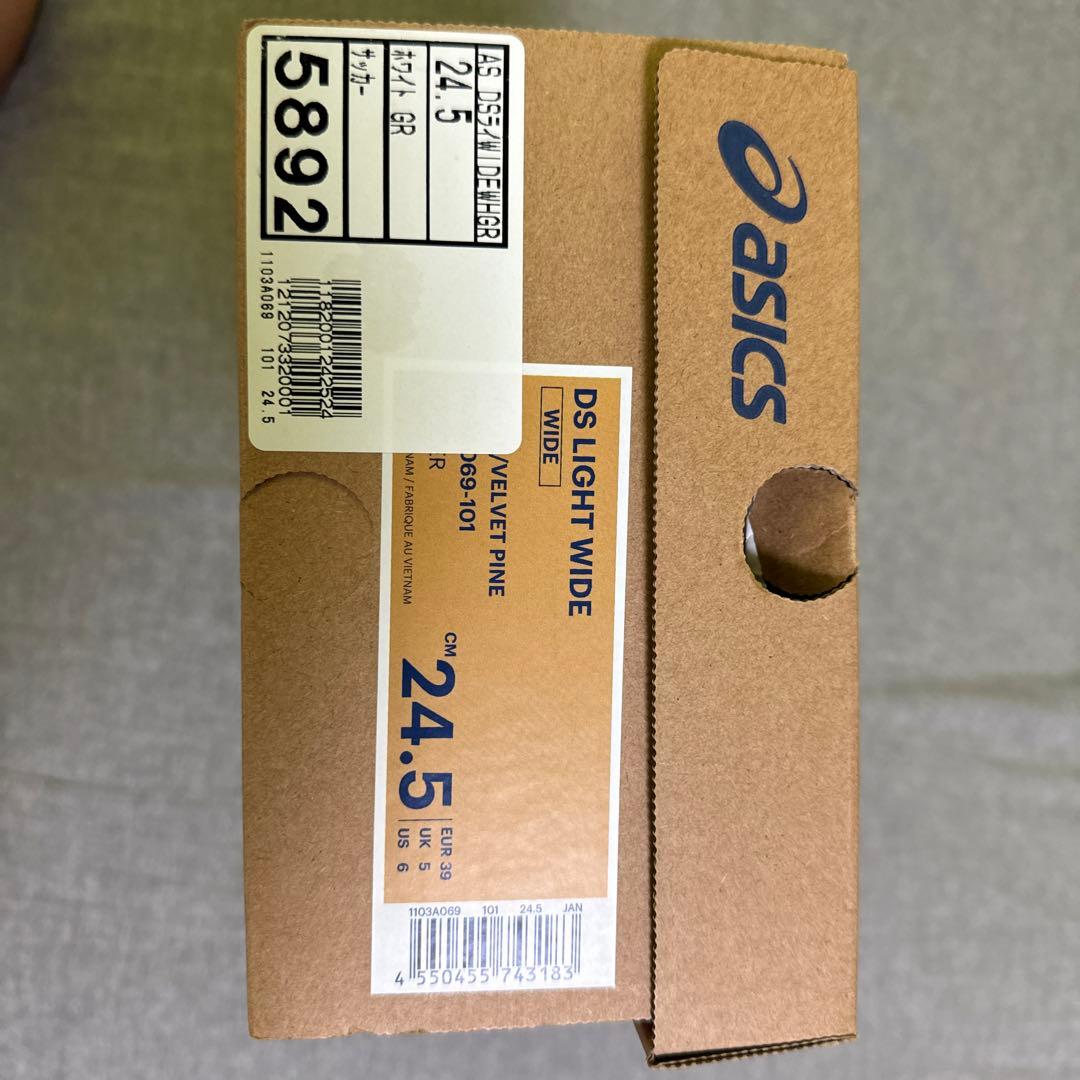 asics
AS DSライWIDEWHGR
24.5
ホワイト GR
サッカー
5892
1182001242524
1212073320001
1103A069 101 24.5
DS LIGHT WIDE
WIDE
/VELVET PINE
069-101
NAM / FABRIQUE AU VIETNAM
CM
24.5
EUR 39
UK 5
US 6
1103A069 101 24.5 JAN
4 550455 743183